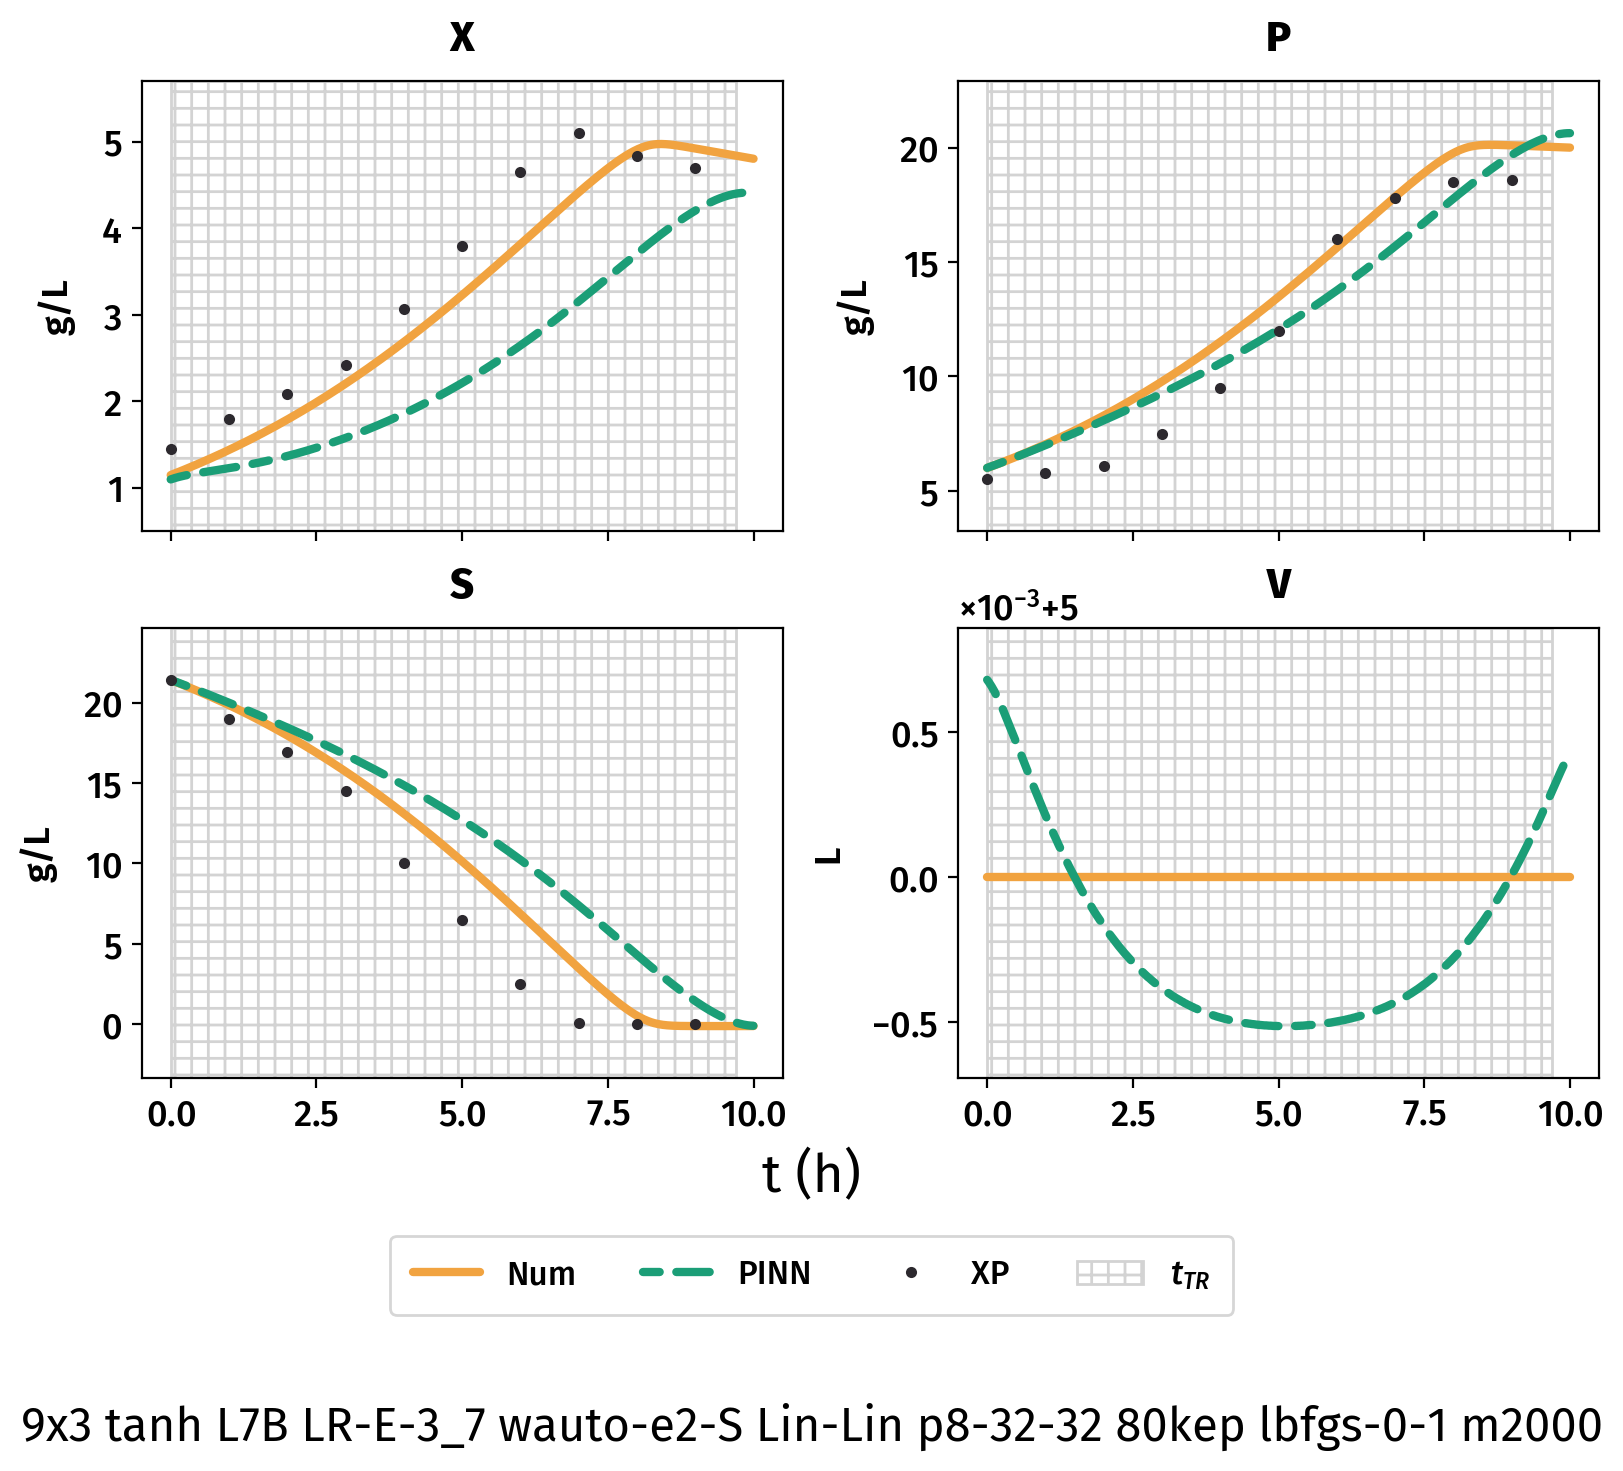 X
P
g/L
5
4
3
2
1
g/L
20
15
10
5
S
V
×10⁻³+5
g/L
20
15
10
5
0
L
0.5
0.0
−0.5
0.0 2.5 5.0 7.5 10.0
0.0 2.5 5.0 7.5 10.0
t (h)
Num PINN XP t_TR
9x3 tanh L7B LR-E-3_7 wauto-e2-S Lin-Lin p8-32-32 80kep lbfgs-0-1 m2000